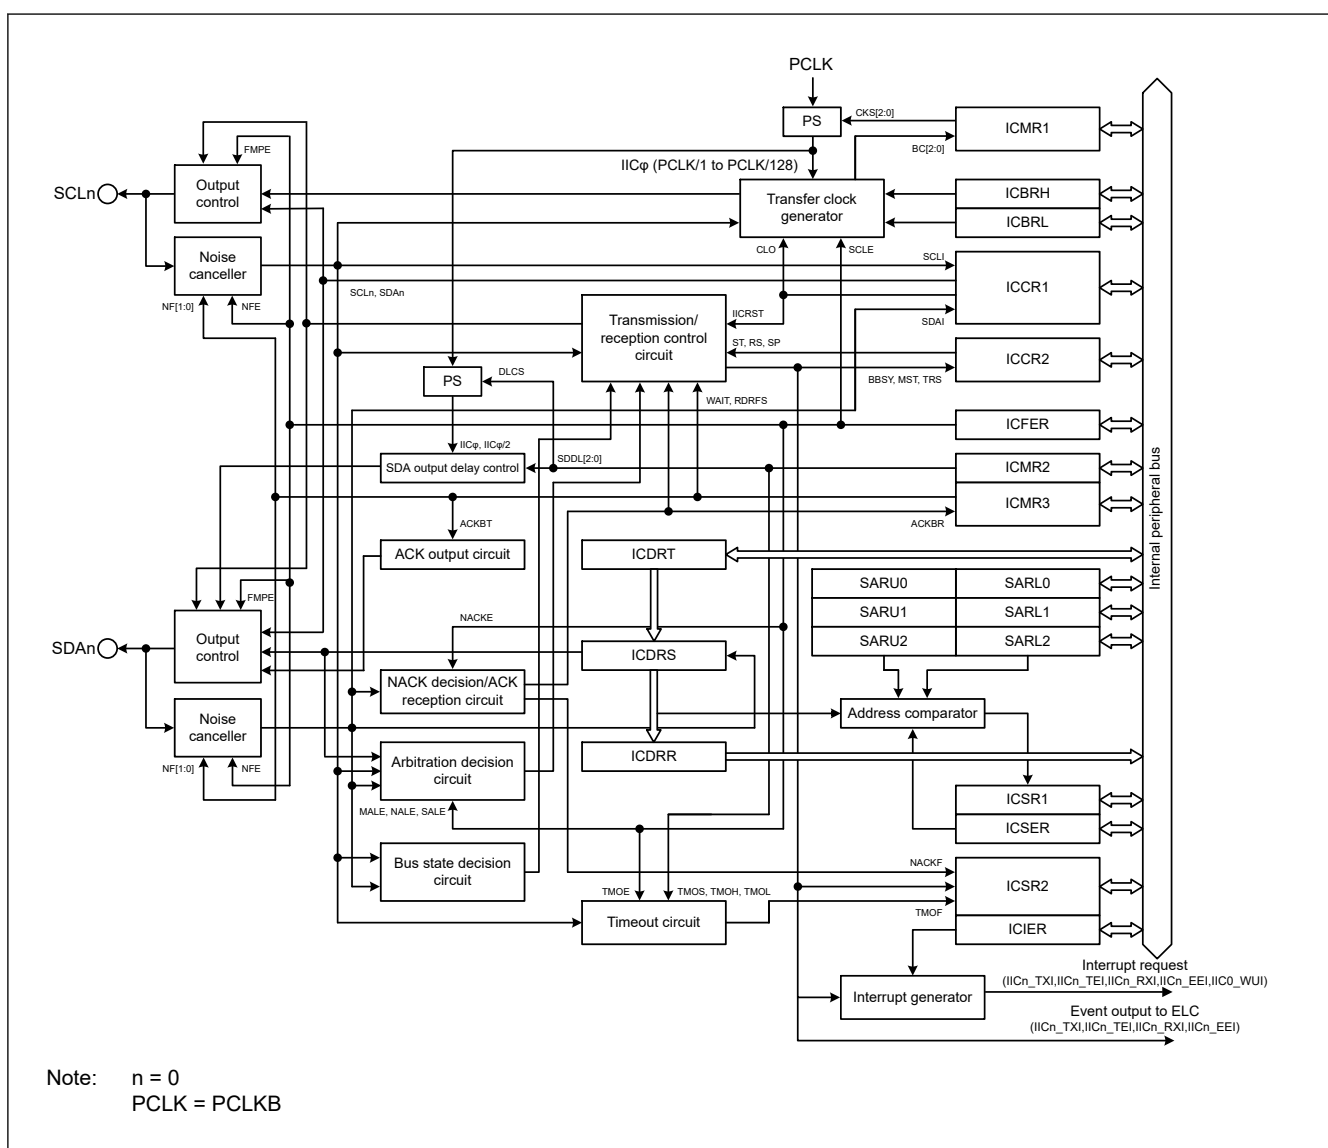 PCLK
PS
CKS[2:0]
ICMR1
BC[2:0]
IICφ (PCLK/1 to PCLK/128)
FMPE
SCLn
Output
control
Transfer clock
generator
ICBRH
ICBRL
Noise
canceller
CLO
SCLE
SCLI
ICCR1
NF[1:0]
NFE
SCLn, SDAn
Transmission/
reception control
circuit
IICRST
SDAI
ST, RS, SP
ICCR2
BBSY, MST, TRS
PS
DLCS
WAIT, RDRFS
ICFER
IICφ, IICφ/2
SDA output delay control
SDDL[2:0]
ICMR2
ICMR3
ACKBR
ACKBT
ACK output circuit
ICDRT
Internal peripheral bus
SARU0
SARL0
SARU1
SARL1
SARU2
SARL2
FMPE
SDAn
Output
control
NACKE
ICDRS
NACK decision/ACK
reception circuit
Address comparator
Noise
canceller
ICDRR
NF[1:0]
NFE
Arbitration decision
circuit
MALE, NALE, SALE
ICSR1
ICSER
Bus state decision
circuit
NACKF
ICSR2
TMOE
TMOS, TMOH, TMOL
TMOF
Timeout circuit
ICIER
Interrupt generator
Interrupt request
(IICn_TXI,IICn_TEI,IICn_RXI,IICn_EEI,IIC0_WUI)
Event output to ELC
(IICn_TXI,IICn_TEI,IICn_RXI,IICn_EEI)
Note: n = 0
PCLK = PCLKB